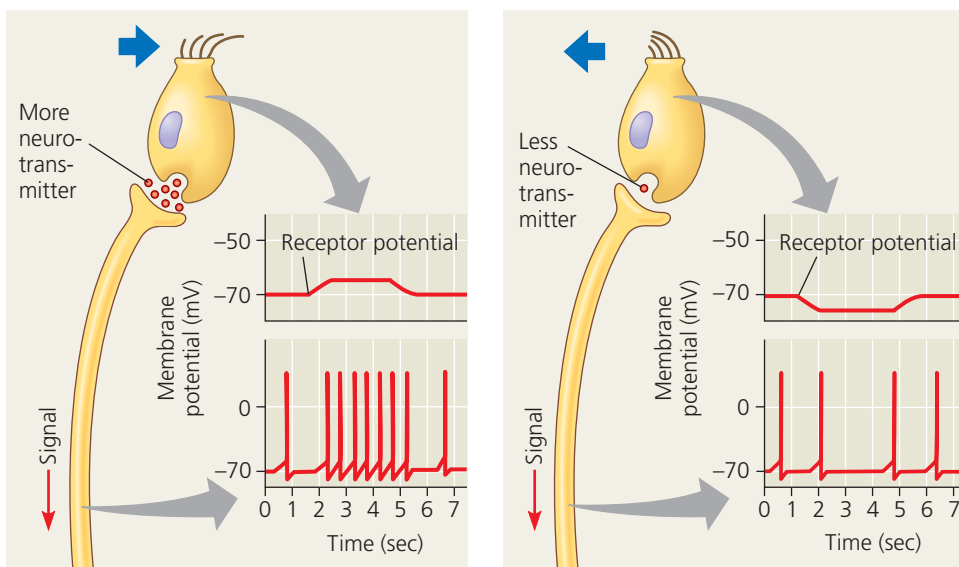 More
neuro-
trans-
mitter
Receptor potential
–50
–70
Membrane
potential (mV)
0
–70
0 1 2 3 4 5 6 7
Time (sec)
Signal
Less
neuro-
trans-
mitter
Receptor potential
–50
–70
Membrane
potential (mV)
0
–70
0 1 2 3 4 5 6 7
Time (sec)
Signal